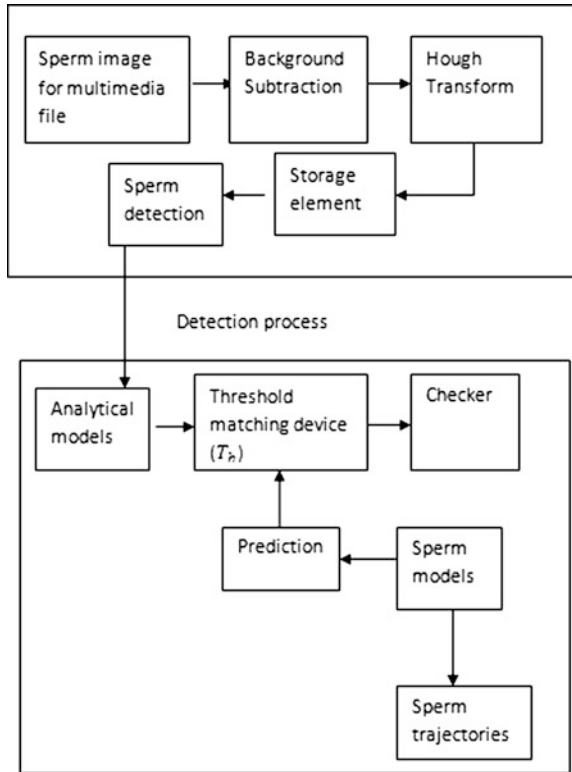 Sperm image
for multimedia
file
Background
Subtraction
Hough
Transform
Sperm
detection
Storage
element
Detection process
Analytical
models
Threshold
matching device
(T_h)
Checker
Prediction
Sperm
models
Sperm
trajectories